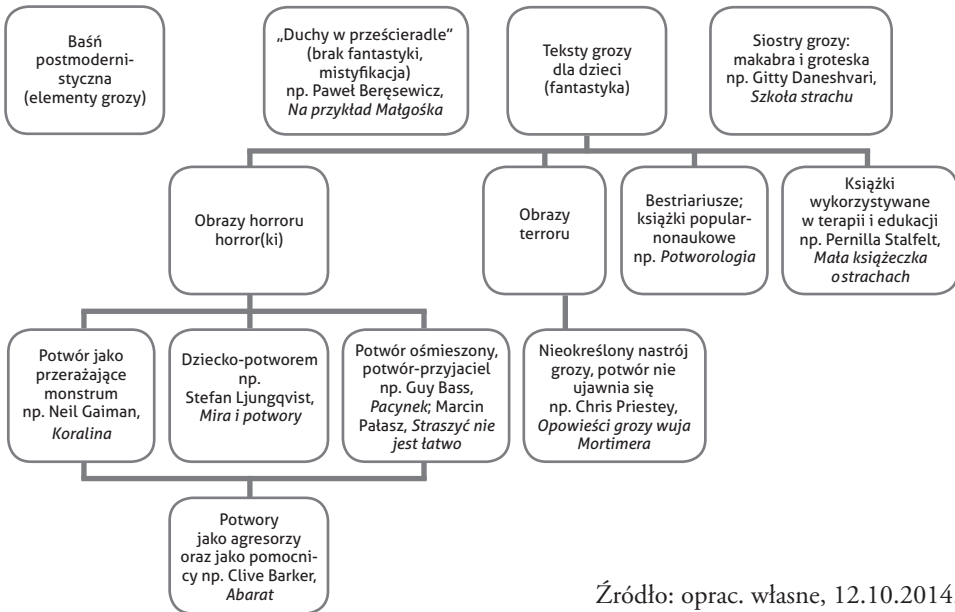 Baśń
postmoderni-
styczna
(elementy grozy)
„Duchy w prześcieradle”
(brak fantastyki,
mistyfikacja)
np. Paweł Beręsewicz,
Na przykład Małgośka
Teksty grozy
dla dzieci
(fantastyka)
Siostry grozy:
makabra i groteska
np. Gitty Daneshvari,
Szkoła strachu
Obrazy horroru
horror(ki)
Obrazy
terroru
Bestriariusze;
książki popular-
nonaukowe
np. Potworologia
Książki
wykorzystywane
w terapii i edukacji
np. Pernilla Stalfelt,
Mała książeczka
o strachach
Potwór jako
przerażające
monstrum
np. Neil Gaiman,
Koralina
Dziecko-potworem
np.
Stefan Ljungqvist,
Mira i potwory
Potwór ośmieszony,
potwór-przyjaciel
np. Guy Bass,
Pacynek; Marcin
Pałasz, Straszyć nie
jest łatwo
Nieokreślony nastrój
grozy, potwór nie
ujawnia się
np. Chris Priestey,
Opowieści grozy wuja
Mortimera
Potwory
jako agresorzy
oraz jako pomocni-
cy np. Clive Barker,
Abarat
Źródło: oprac. własne, 12.10.2014.